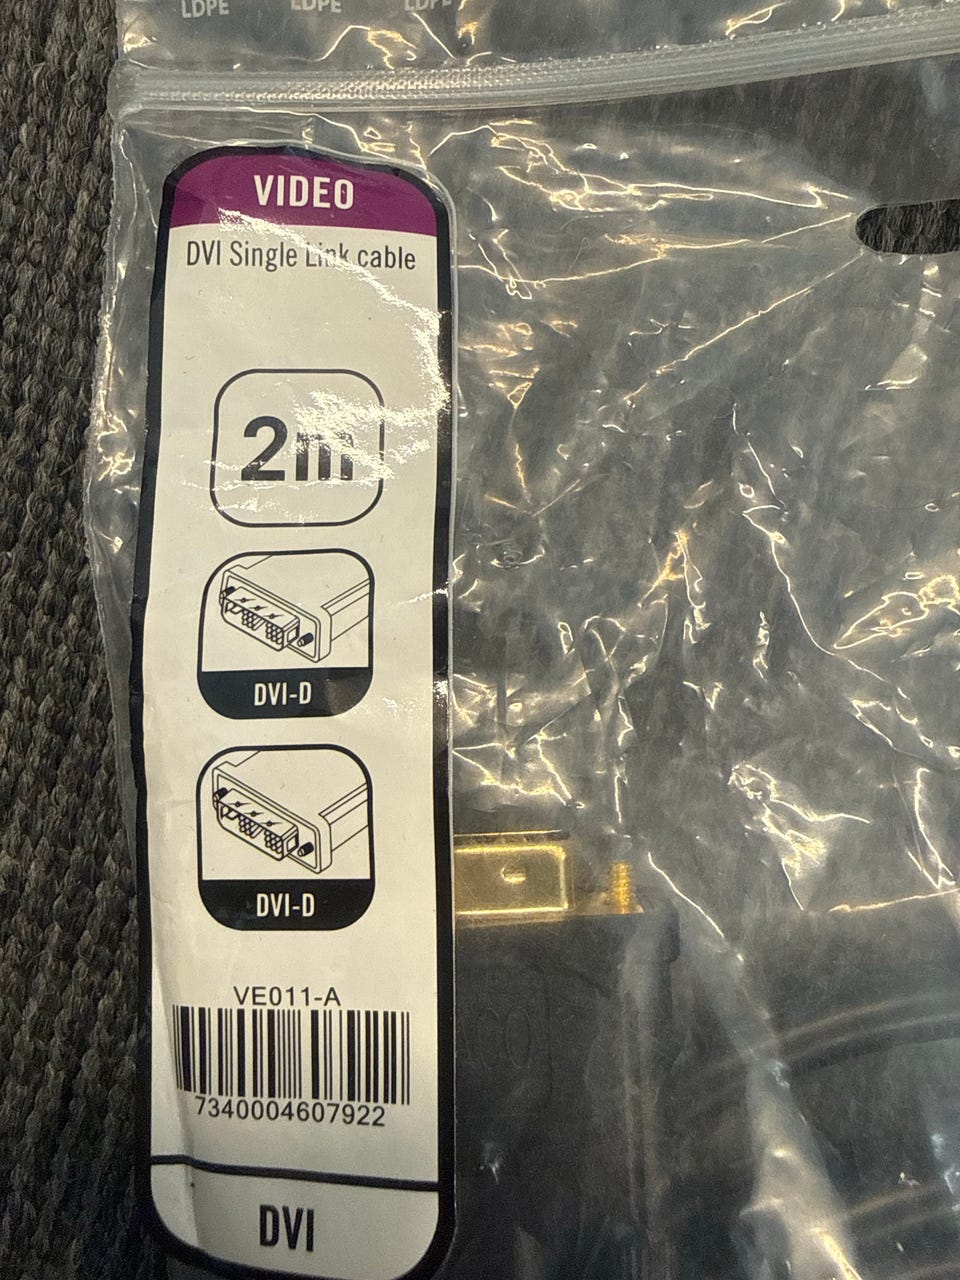 LDPE LDPE LDPE
VIDEO
DVI Single Link cable
2m
DVI-D
DVI-D
VE011-A
7340004607922
DVI